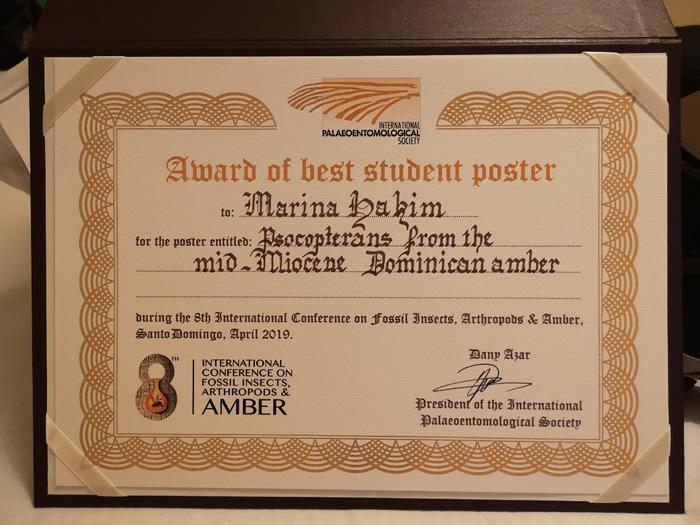 INTERNATIONAL
PALAEOENTOMOLOGICAL
SOCIETY
Award of best student poster
to: Marina Hakim
for the poster entitled: Psocopterans from the
mid-Miocene Dominican amber
during the 8th International Conference on Fossil Insects, Arthropods & Amber,
Santo Domingo, April 2019.
8TH
INTERNATIONAL
CONFERENCE ON
FOSSIL INSECTS,
ARTHROPODS &
AMBER
Dany Azar
President of the International
Palaeoentomological Society